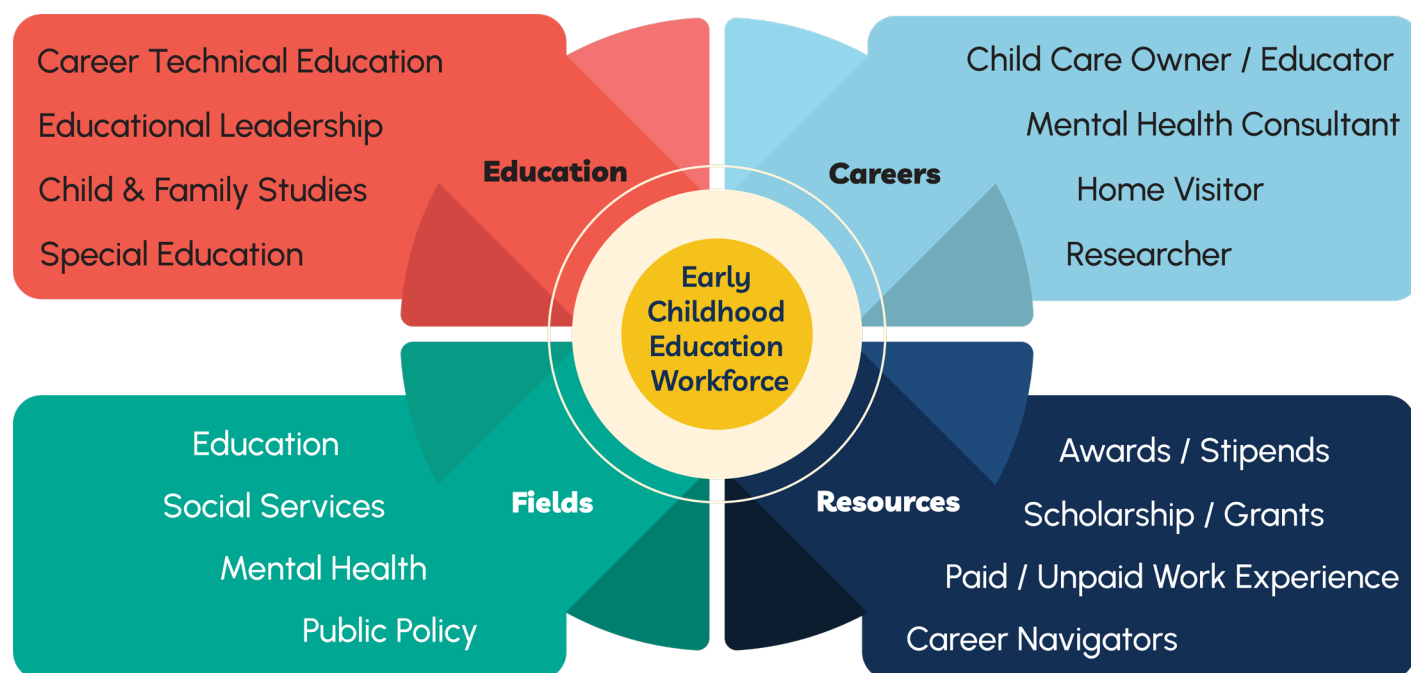 Career Technical Education
Educational Leadership
Child & Family Studies
Special Education
Education
Child Care Owner / Educator
Mental Health Consultant
Home Visitor
Researcher
Careers
Early
Childhood
Education
Workforce
Education
Social Services
Mental Health
Public Policy
Fields
Awards / Stipends
Scholarship / Grants
Paid / Unpaid Work Experience
Career Navigators
Resources